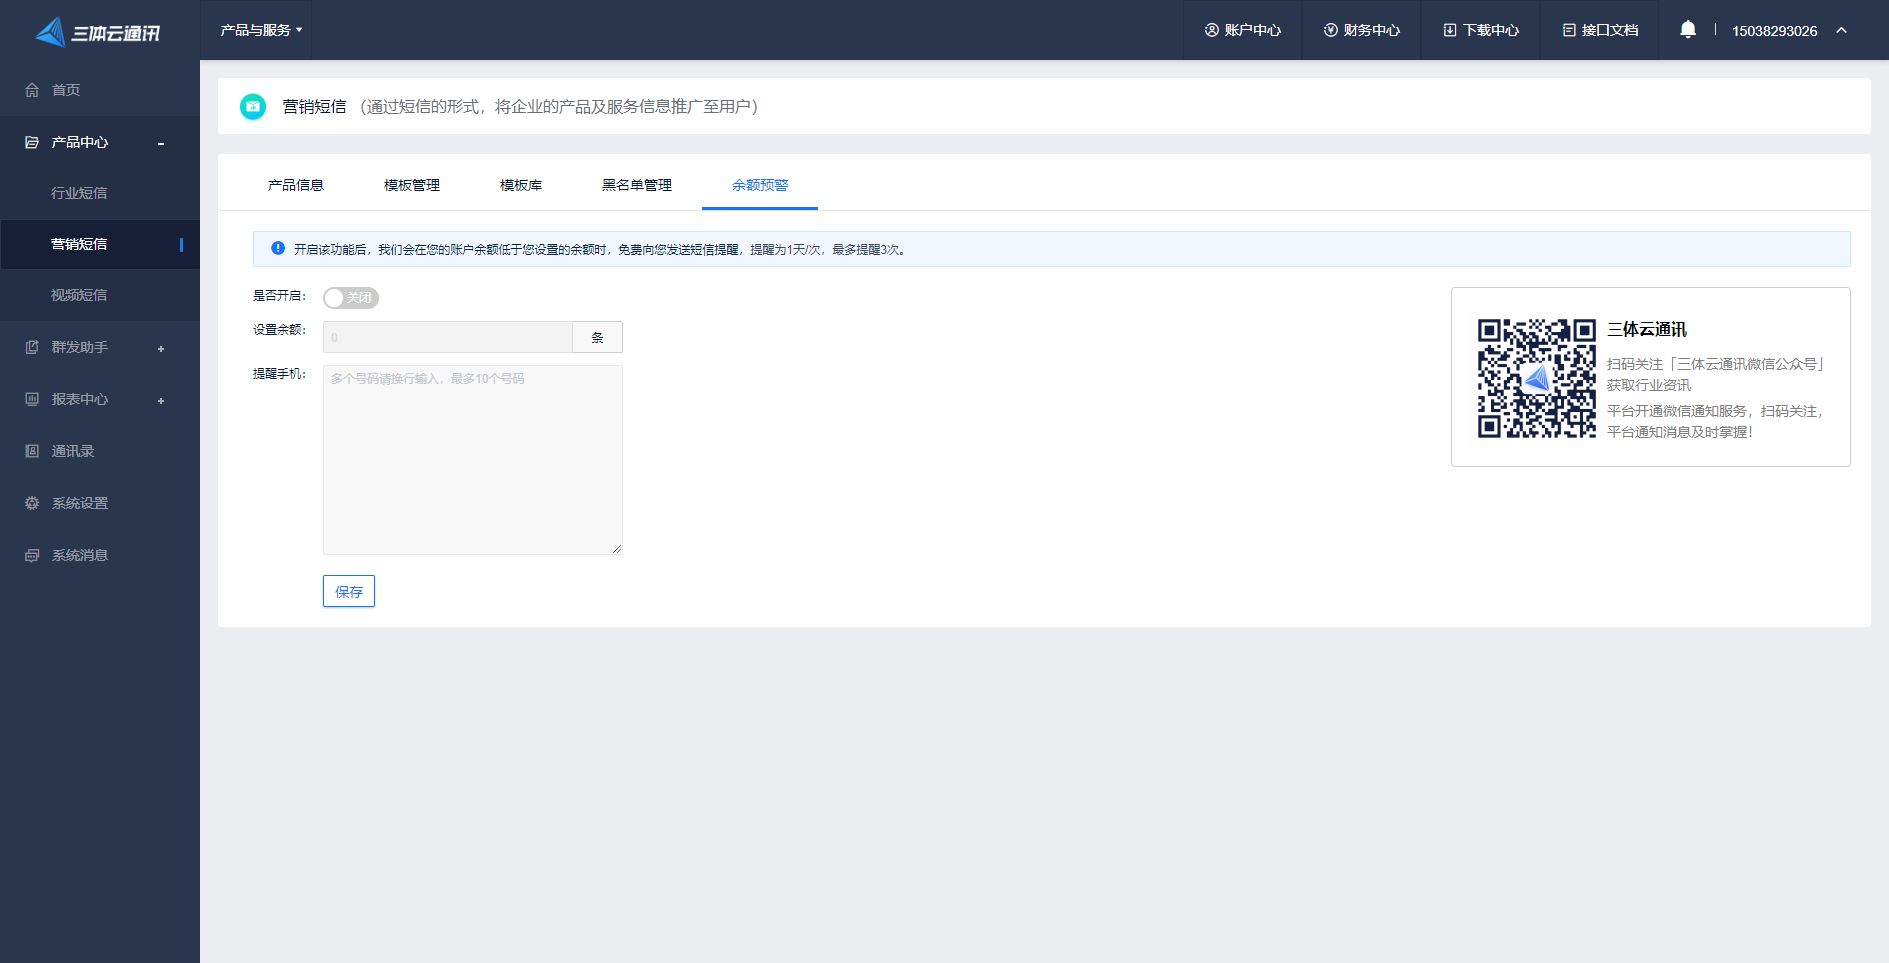 三体云通讯
产品与服务
账户中心
财务中心
下载中心
接口文档
15038293026
首页
产品中心
行业短信
营销短信
视频短信
群发助手
报表中心
通讯录
系统设置
系统消息
营销短信 （通过短信的形式，将企业的产品及服务信息推广至用户）
产品信息
模板管理
模板库
黑名单管理
余额预警
开启该功能后，我们会在您的账户余额低于您设置的余额时，免费向您发送短信提醒，提醒为1天/次，最多提醒3次。
是否开启：
关闭
设置余额：
0
条
提醒手机：
多个号码请换行输入，最多10个号码
保存
三体云通讯
扫码关注「三体云通讯微信公众号」
获取行业资讯
平台开通微信通知服务，扫码关注，
平台通知消息及时掌握！